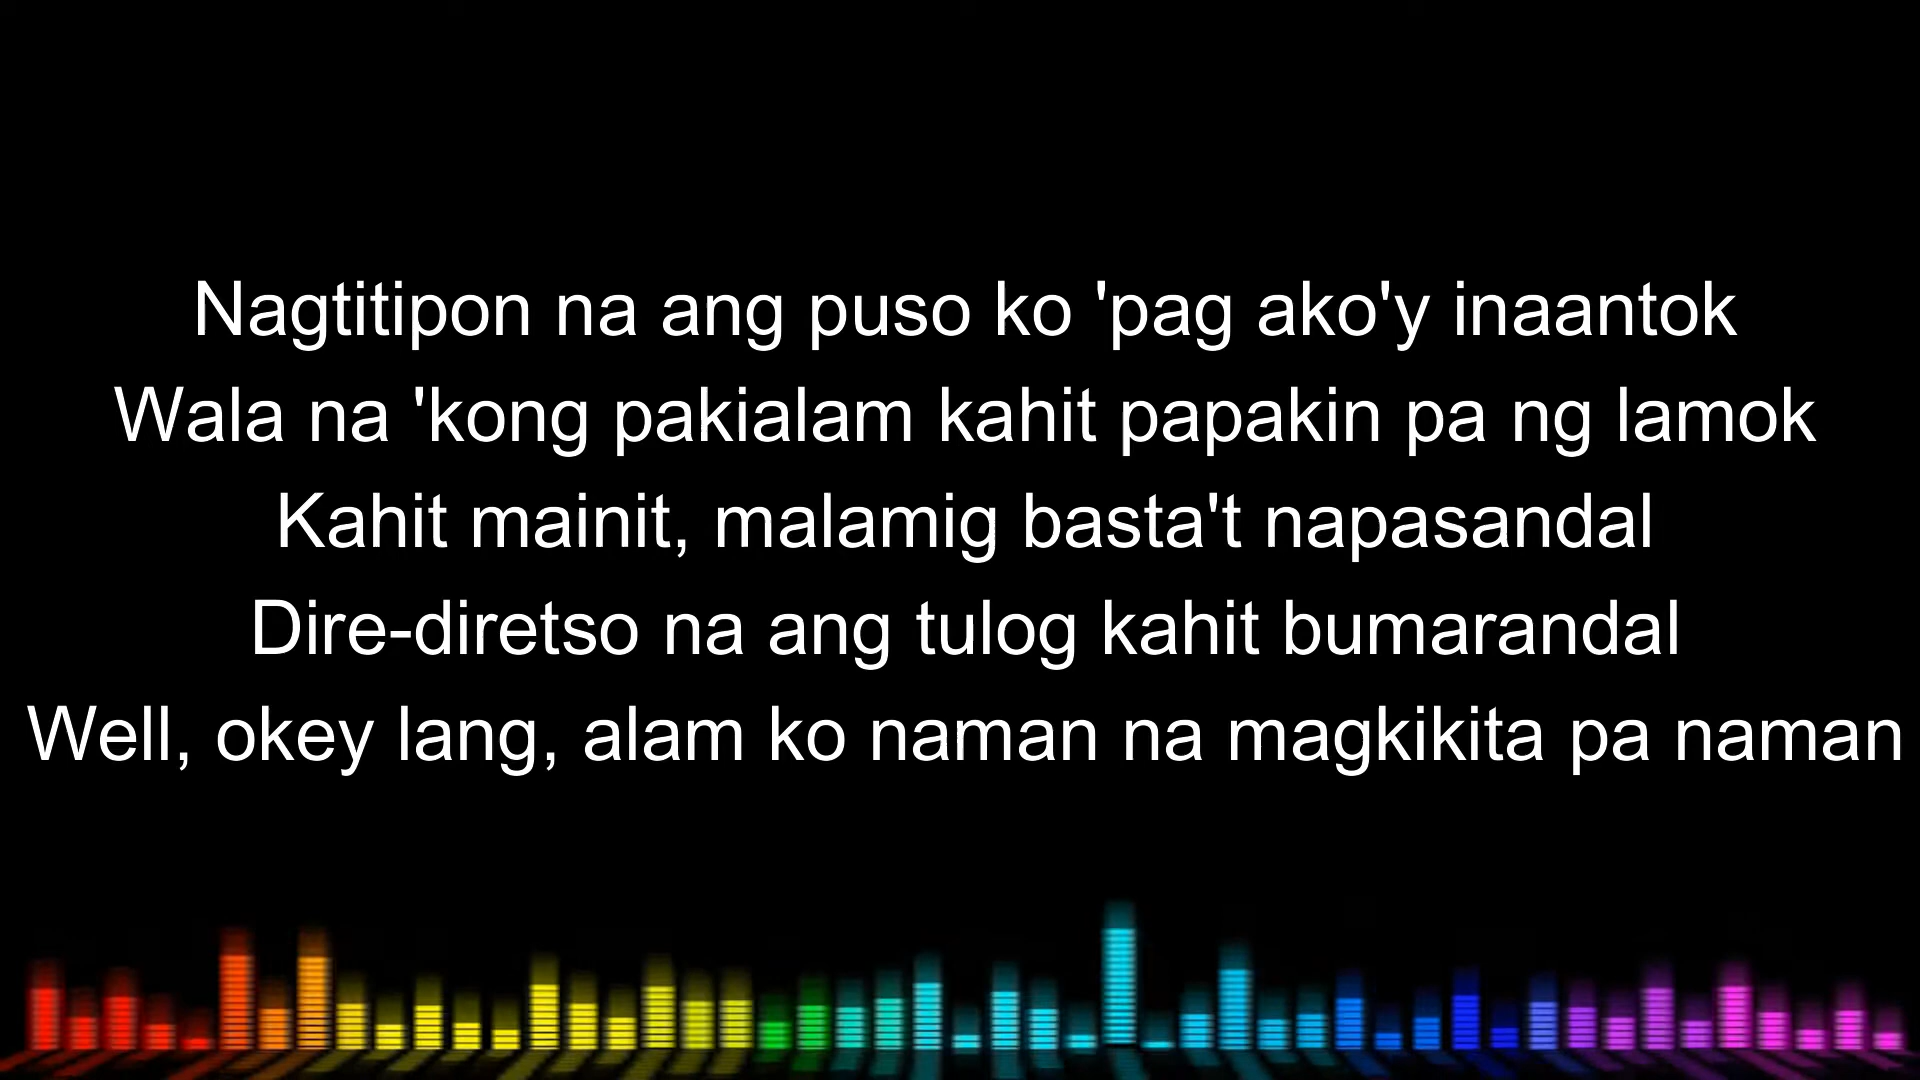 Nagtitipon na ang puso ko 'pag ako'y inaantok
Wala na 'kong pakialam kahit papakin pa ng lamok
Kahit mainit, malamig basta't napasandal
Dire-diretso na ang tulog kahit bumarandal
Well, okey lang, alam ko naman na magkikita pa naman